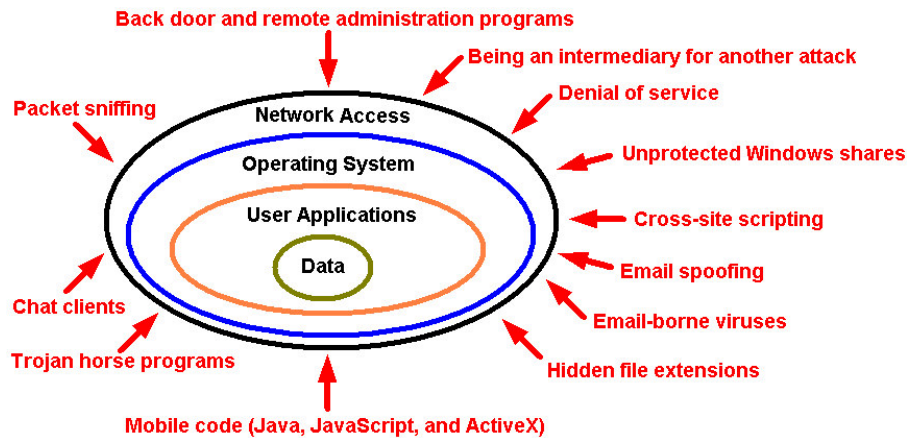 Back door and remote administration programs
Being an intermediary for another attack
Denial of service
Packet sniffing
Network Access
Unprotected Windows shares
Operating System
User Applications
Cross-site scripting
Data
Email spoofing
Chat clients
Email-borne viruses
Trojan horse programs
Hidden file extensions
Mobile code (Java, JavaScript, and ActiveX)